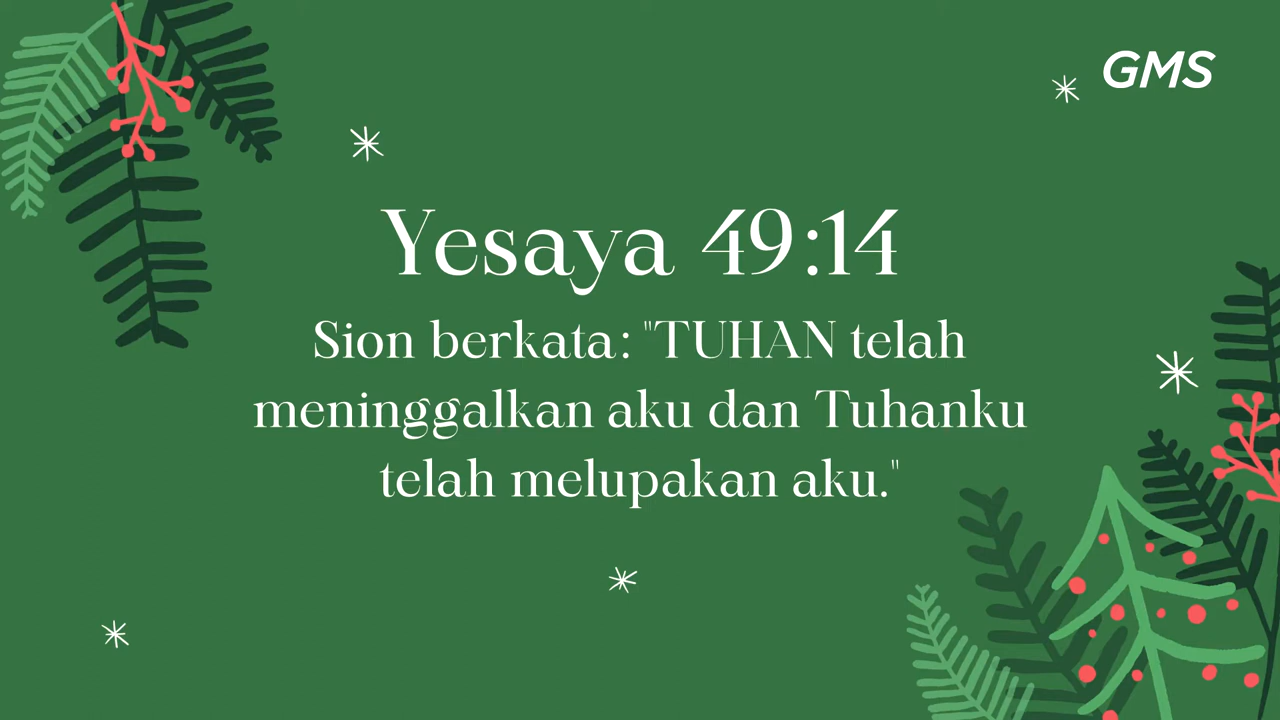 GMS
Yesaya 49:14
Sion berkata: "TUHAN telah
meninggalkan aku dan Tuhanku
telah melupakan aku."